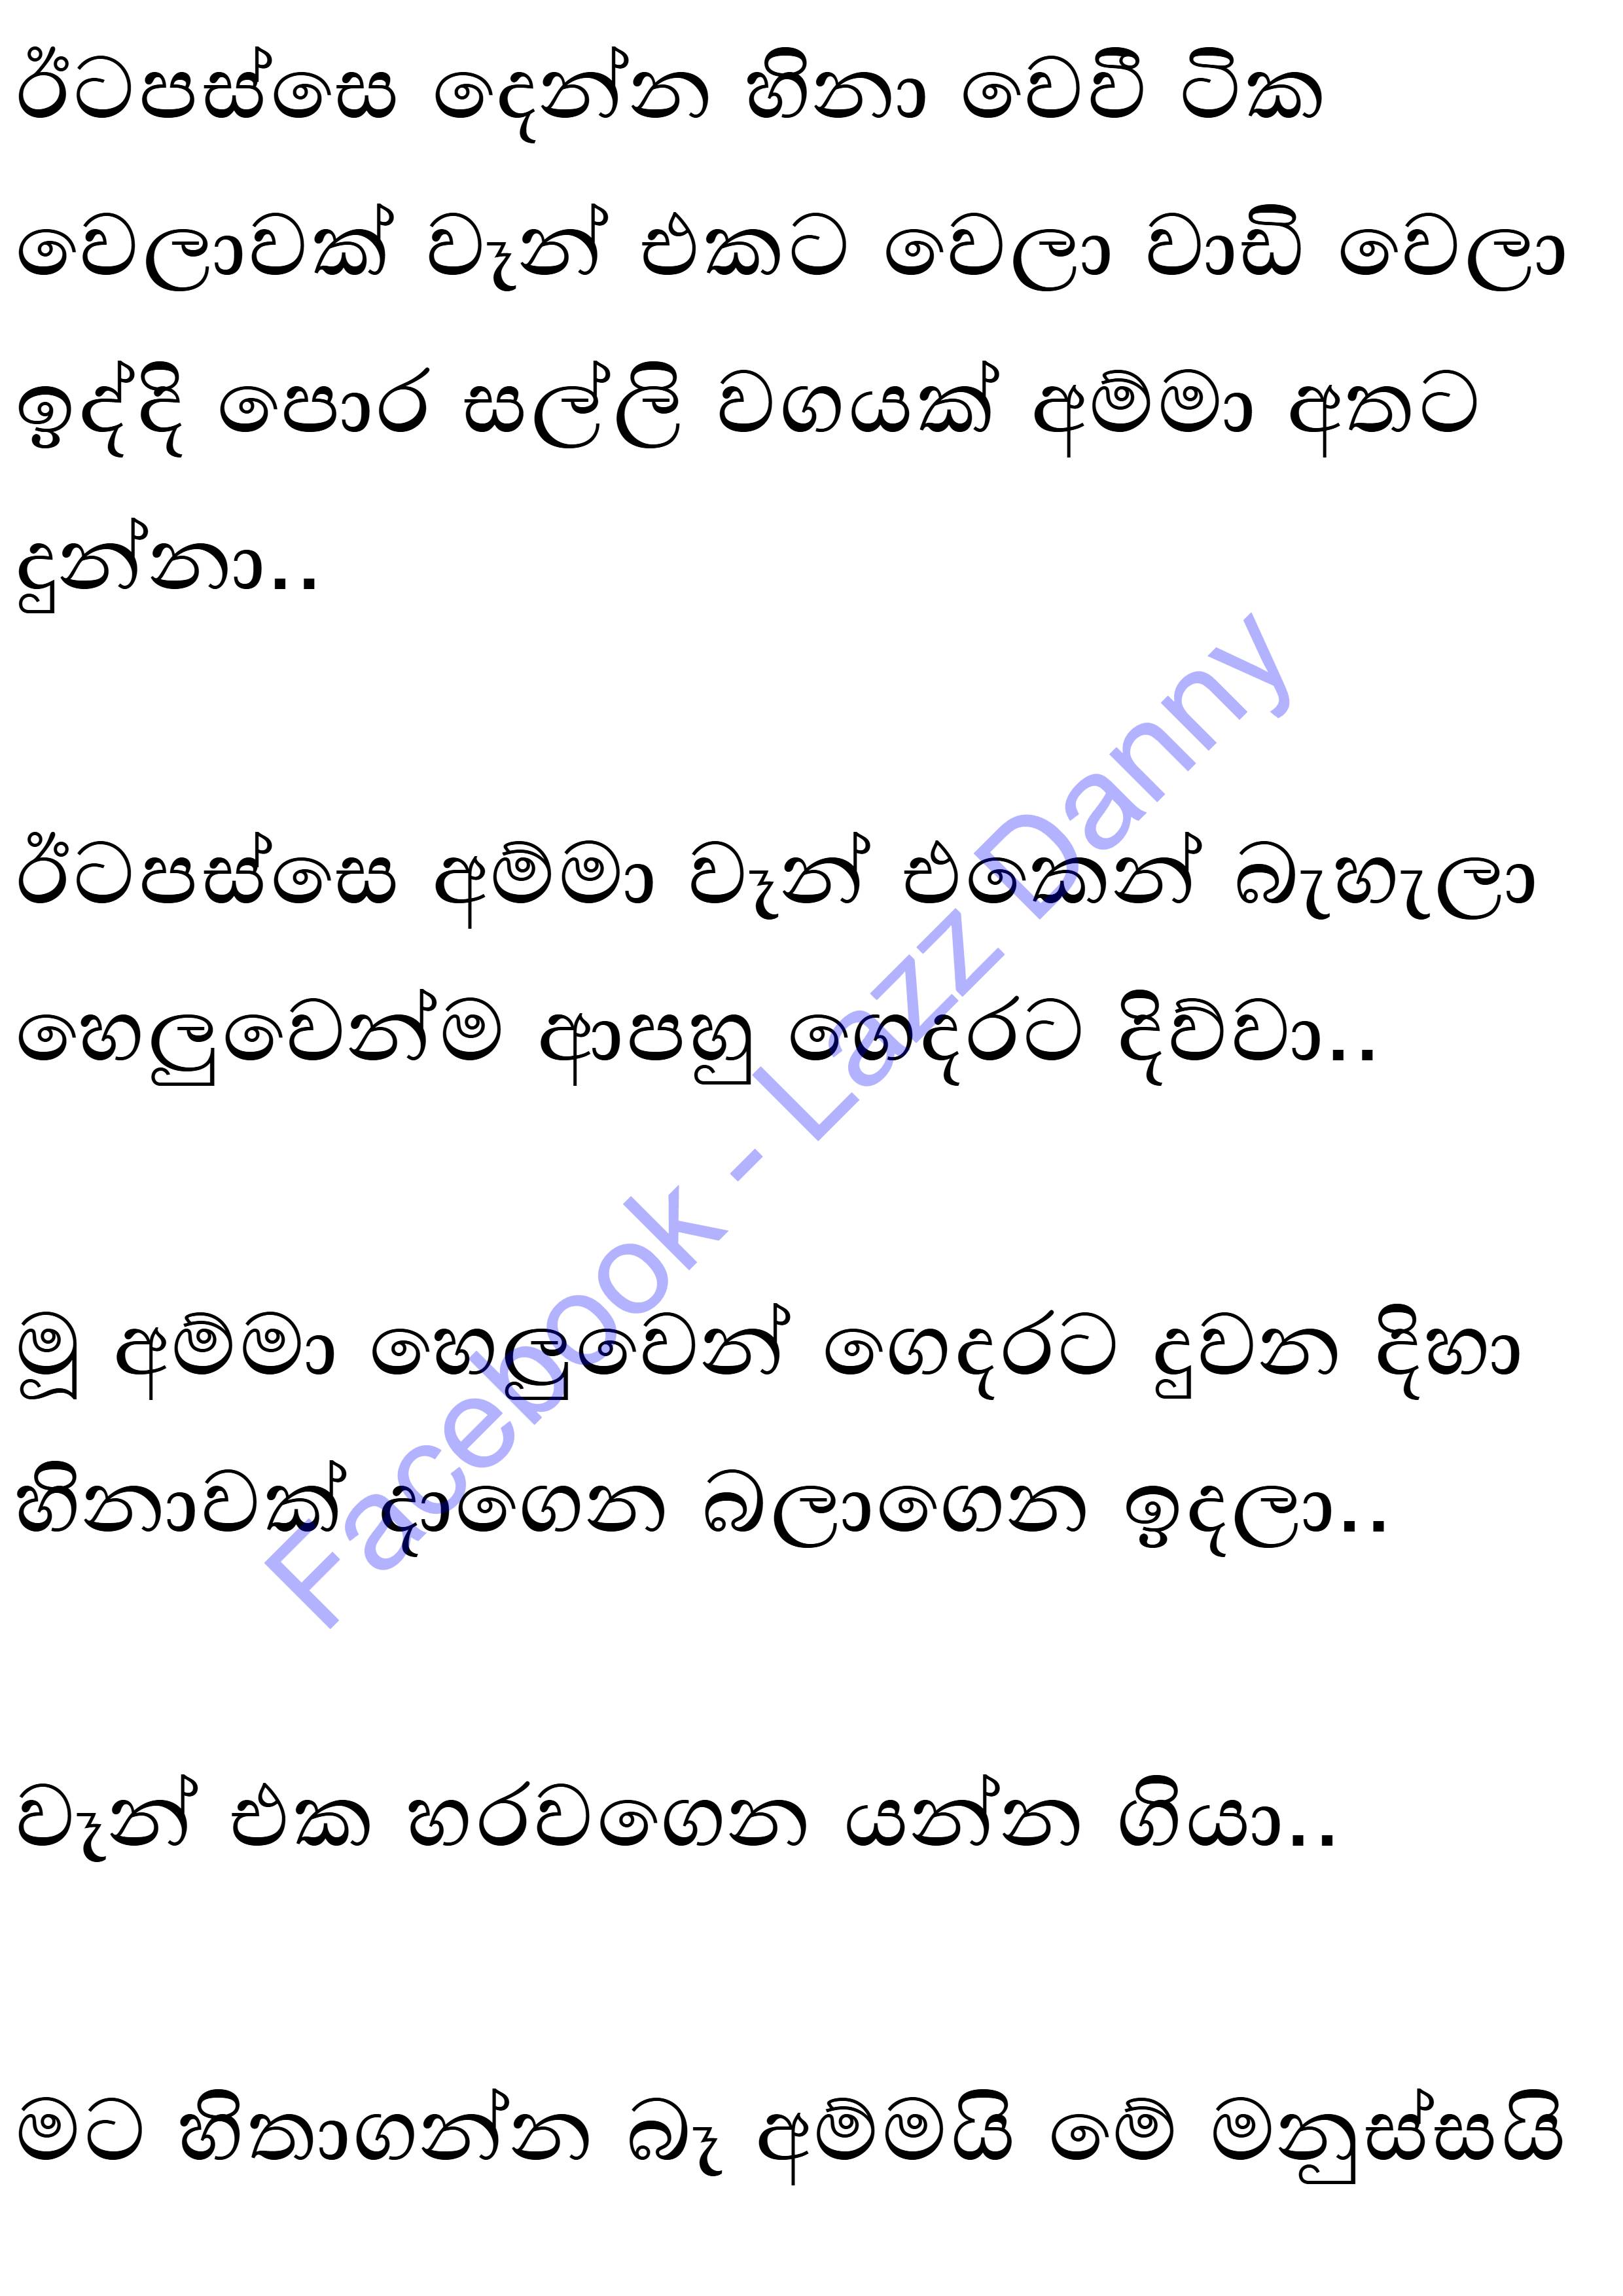 ඊටපස්සෙ දෙන්න හිනා වෙවී ටික
වෙලාවක් වෑන් එකට වෙලා වාඩි වෙලා
ඉද්දි පොර සල්ලි වගයක් අම්මා අතට
දුන්නා..
ඊටපස්සෙ අම්මා වෑන් එකෙන් බැහැලා
හෙලුවෙන්ම ආපහු ගෙදරට දිව්වා..
මූ අම්මා හෙලුවෙන් ගෙදරට දුවන දිහා
හිනාවක් දාගෙන බලාගෙන ඉදලා..
වෑන් එක හරවගෙන යන්න ගියා..
මට හිතාගන්න බෑ අම්මයි මේ මනුස්සයි
Facebook - Lazz Danny